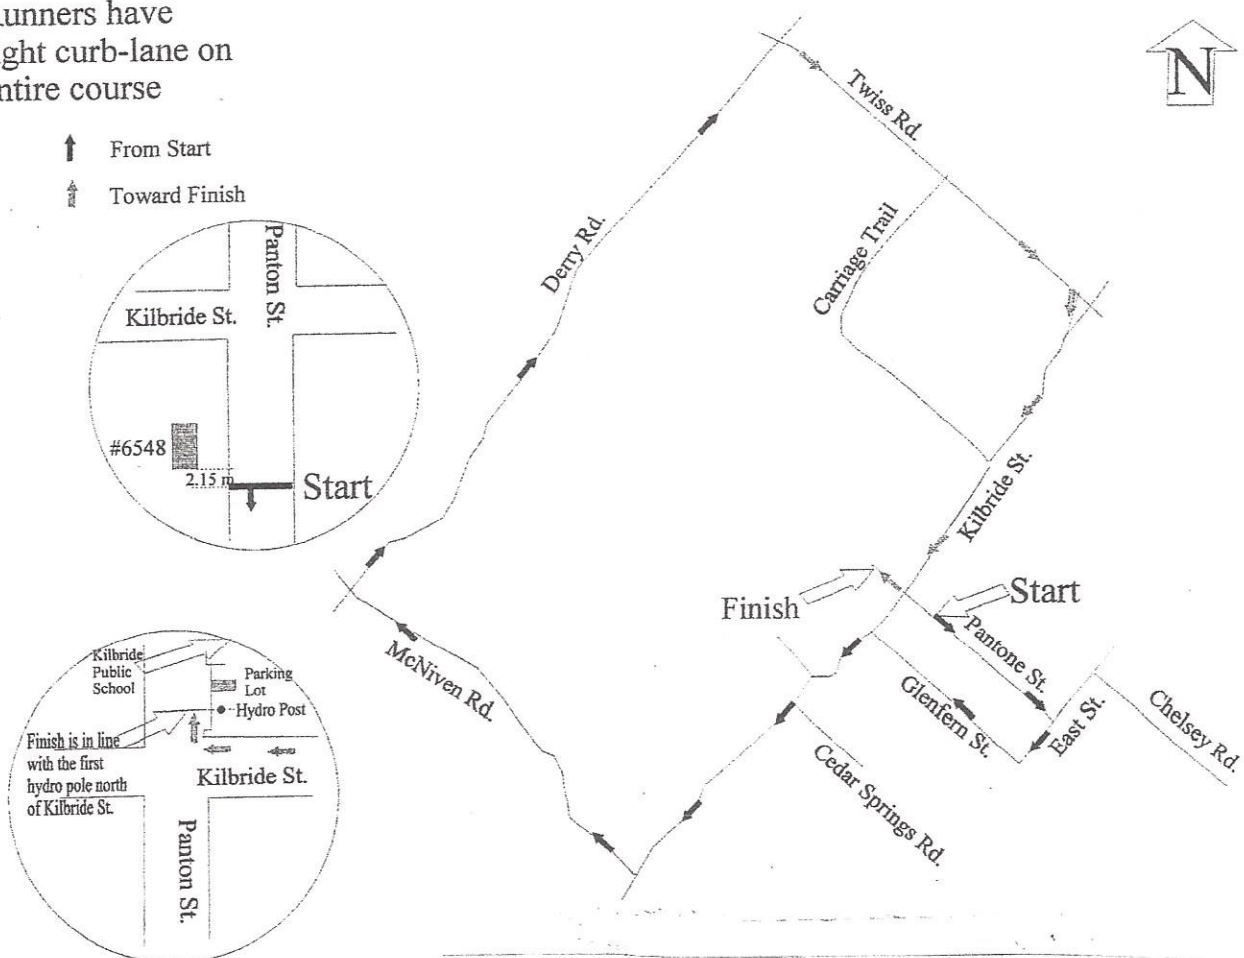 unners have
ght curb-lane on
ntire course
From Start
Toward Finish
N
Panton St.
Kilbride St.
#6548
2.15 m
Start
Derry Rd.
Twiss Rd.
Carriage Trail
Kilbride St.
Finish
Start
Pantone St.
Glenfern St.
East St.
Chelsey Rd.
Cedar Springs Rd.
McNiven Rd.
Kilbride
Public
School
Parking
Lot
Hydro Post
Finish is in line
with the first
hydro pole north
of Kilbride St.
Kilbride St.
Panton St.